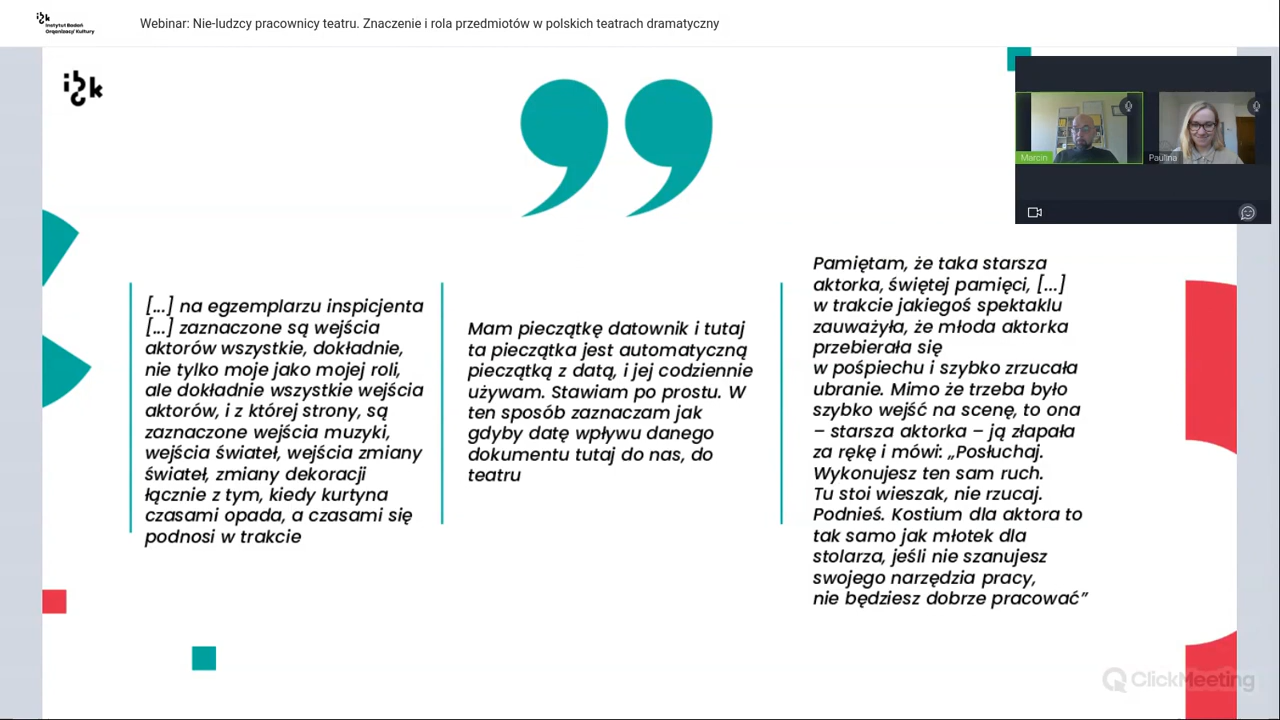 Instytut Badań
Organizacji Kultury
Webinar: Nie-ludzcy pracownicy teatru. Znaczenie i rola przedmiotów w polskich teatrach dramatyczny
Marcin
Paulina
[...] na egzemplarzu inspicjenta
[...] zaznaczone są wejścia
aktorów wszystkie, dokładnie,
nie tylko moje jako mojej roli,
ale dokładnie wszystkie wejścia
aktorów, i z której strony, są
zaznaczone wejścia muzyki,
wejścia świateł, wejścia zmiany
świateł, zmiany dekoracji
łącznie z tym, kiedy kurtyna
czasami opada, a czasami się
podnosi w trakcie
Mam pieczątkę datownik i tutaj
ta pieczątka jest automatyczną
pieczątką z datą, i jej codziennie
używam. Stawiam po prostu. W
ten sposób zaznaczam jak
gdyby datę wpływu danego
dokumentu tutaj do nas, do
teatru
Pamiętam, że taka starsza
aktorka, świętej pamięci, [...]
w trakcie jakiegoś spektaklu
zauważyła, że młoda aktorka
przebierała się
w pośpiechu i szybko zrzucała
ubranie. Mimo że trzeba było
szybko wejść na scenę, to ona
– starsza aktorka – ją złapała
za rękę i mówi: „Posłuchaj.
Wykonujesz ten sam ruch.
Tu stoi wieszak, nie rzucaj.
Podnieś. Kostium dla aktora to
tak samo jak młotek dla
stolarza, jeśli nie szanujesz
swojego narzędzia pracy,
nie będziesz dobrze pracować”
ClickMeeting